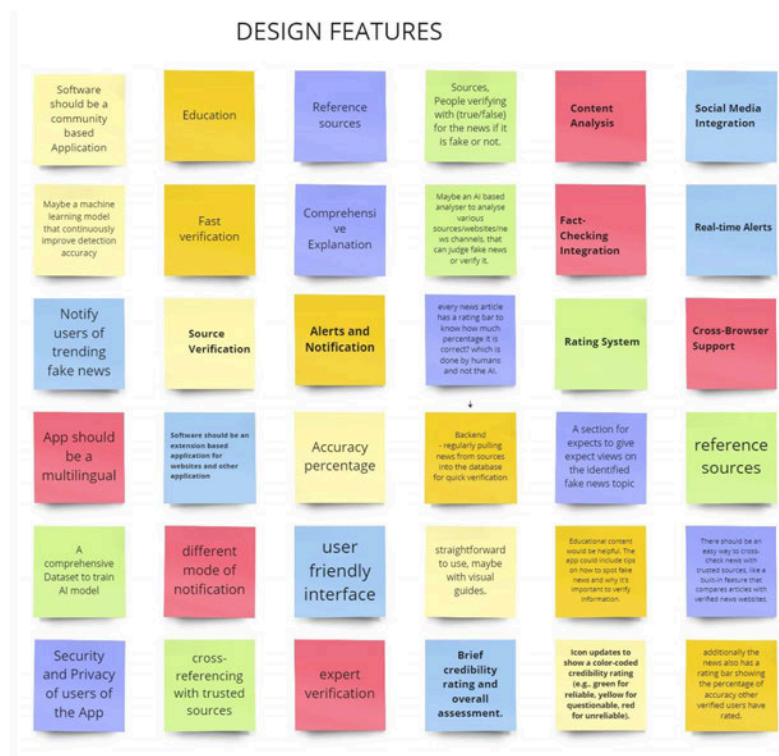 DESIGN FEATURES
Software
should be a
community
based
Application
Education
Reference
sources
Sources,
People verifying
with (true/false)
for the news if it
is fake or not.
Content
Analysis
Social Media
Integration
Maybe a machine
learning model
that continuously
improve detection
accuracy
Fast
verification
Comprehensi
ve
Explanation
Maybe an AI based
analyser to analyse
various
sources/websites/ne
ws channels, that
can judge fake news
or verify it.
Fact-
Checking
Integration
Real-time Alerts
Notify
users of
trending
fake news
Source
Verification
Alerts and
Notification
every news article
has a rating bar to
know how much
percentage it is
correct? which is
done by humans
and not the AI.
Rating System
Cross-Browser
Support
App should
be a
multilingual
Software should be an
extension based
application for
websites and other
application
Accuracy
percentage
Backend
- regularly pulling
news from sources
into the database
for quick verification
A section for
expects to give
expect views on
the identified
fake news topic
reference
sources
A
comprehensive
Dataset to train
AI model
different
mode of
notification
user
friendly
interface
straightforward
to use, maybe
with visual
guides.
Educational content
would be helpful. The
app could include tips
on how to spot fake
news and why it's
important to verify
information.
There should be an
easy way to cross-
check news with
trusted sources, like a
built-in feature that
compares articles with
verified news websites.
Security
and Privacy
of users of
the App
cross-
referencing
with trusted
sources
expert
verification
Brief
credibility
rating and
overall
assessment.
Icon updates to
show a color-coded
credibility rating
(e.g., green for
reliable, yellow for
questionable, red
for unreliable).
additionally the
news also has a
rating bar showing
the percentage of
accuracy other
verified users have
rated.